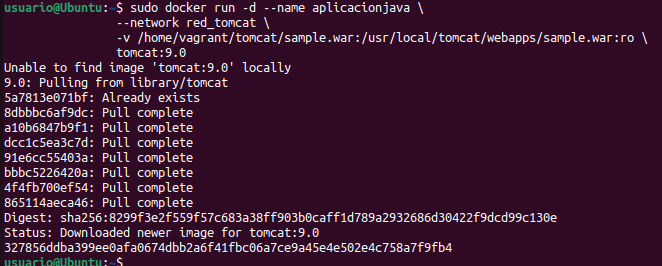 usuario@Ubuntu:~$ sudo docker run -d --name aplicacionjava \
--network red_tomcat \
-v /home/vagrant/tomcat/sample.war:/usr/local/tomcat/webapps/sample.war:ro \
tomcat:9.0
Unable to find image 'tomcat:9.0' locally
9.0: Pulling from library/tomcat
5a7813e071bf: Already exists
8dbbbc6af9dc: Pull complete
a10b6847b9f1: Pull complete
dcc1c5ea3c7d: Pull complete
91e6cc55403a: Pull complete
bbbc5226420a: Pull complete
4f4fb700ef54: Pull complete
865114aeca46: Pull complete
Digest: sha256:8299f3e2f559f57c683a38ff903b0caff1d789a2932686d30422f9dcd99c130e
Status: Downloaded newer image for tomcat:9.0
327856ddba399ee0afa0674dbb2a6f41fbc06a7ce9a45e4e502e4c758a7f9fb4
usuario@Ubuntu:~$